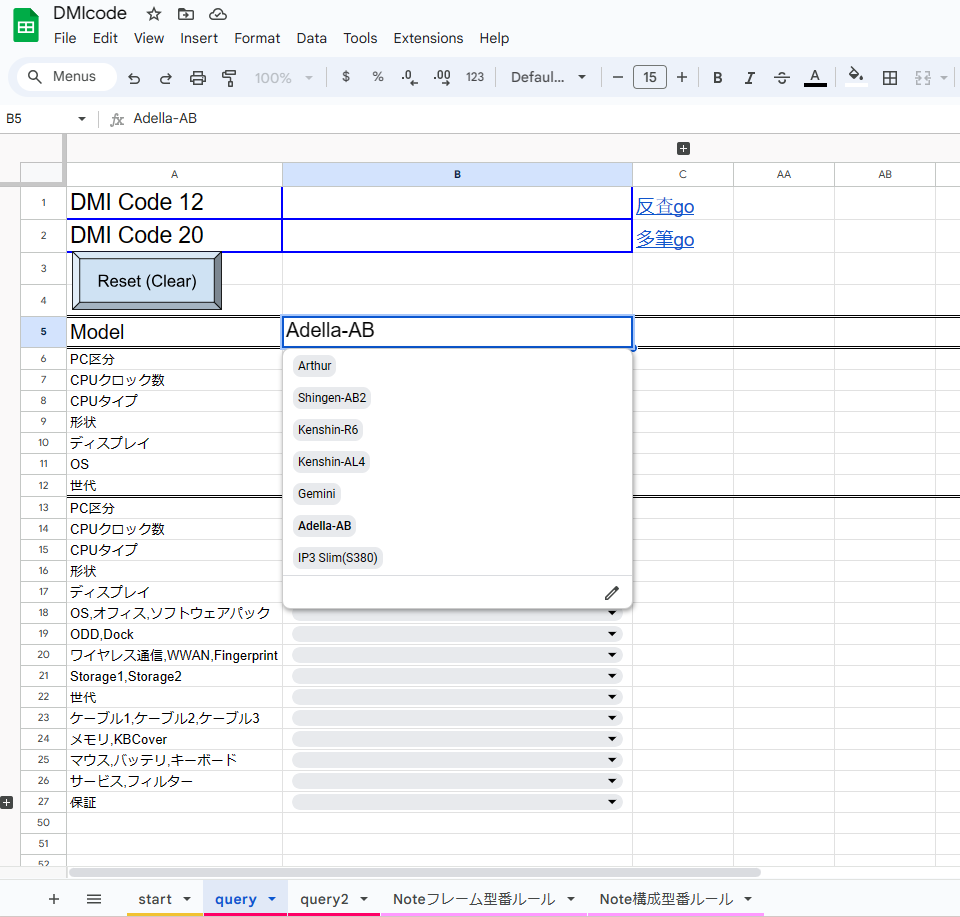 DMIcode
File Edit View Insert Format Data Tools Extensions Help
Menus 100% $ % .0 .00 123 Defaul... 15 B I A
B5 fx Adella-AB
A B C AA AB
1 DMI Code 12 反査go
2 DMI Code 20 多筆go
3
Reset (Clear)
4
5 Model Adella-AB
6 PC区分
Arthur
7 CPUクロック数
8 CPUタイプ Shingen-AB2
9 形状
Kenshin-R6
10 ディスプレイ
11 OS Kenshin-AL4
12 世代
Gemini
13 PC区分
14 CPUクロック数 Adella-AB
15 CPUタイプ
IP3 Slim(S380)
16 形状
17 ディスプレイ
18 OS,オフィス,ソフトウェアパック
19 ODD,Dock
20 ワイヤレス通信,WWAN,Fingerprint
21 Storage1,Storage2
22 世代
23 ケーブル1,ケーブル2,ケーブル3
24 メモリ,KBCover
25 マウス,バッテリ,キーボード
26 サービス,フィルター
27 保証
50
51
52
start query query2 Noteフレーム型番ルール Note構成型番ルール